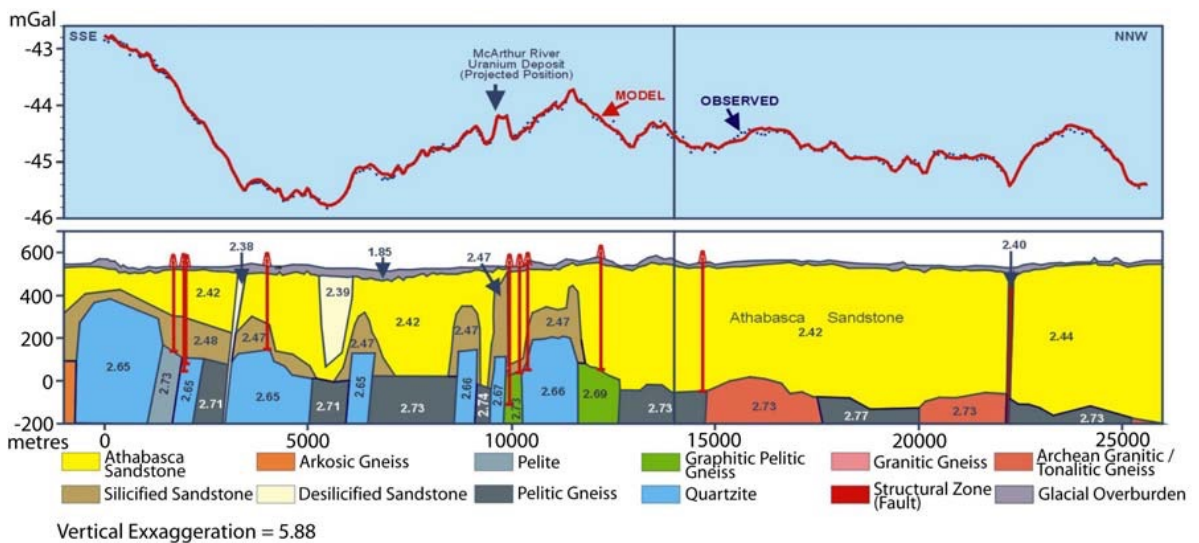 mGal
SSE
NNW
-43
-44
-45
-46
McArthur River
Uranium Deposit
(Projected Position)
MODEL
OBSERVED
600
400
200
0
-200
metres
2.38
1.85
2.47
2.40
2.42
2.39
2.42
Athabasca Sandstone
2.42
2.44
2.48
2.47
2.47
2.47
2.47
2.65
2.73
2.65
2.71
2.65
2.71
2.65
2.73
2.66
2.74
2.67
2.73
2.66
2.69
2.73
2.73
2.77
2.73
2.73
0
5000
10000
15000
20000
25000
Athabasca
Sandstone
Arkosic Gneiss
Pelite
Graphitic Pelitic
Gneiss
Granitic Gneiss
Archean Granitic /
Tonalitic Gneiss
Silicified Sandstone
Desilicified Sandstone
Pelitic Gneiss
Quartzite
Structural Zone
(Fault)
Glacial Overburden
Vertical Exxaggeration = 5.88